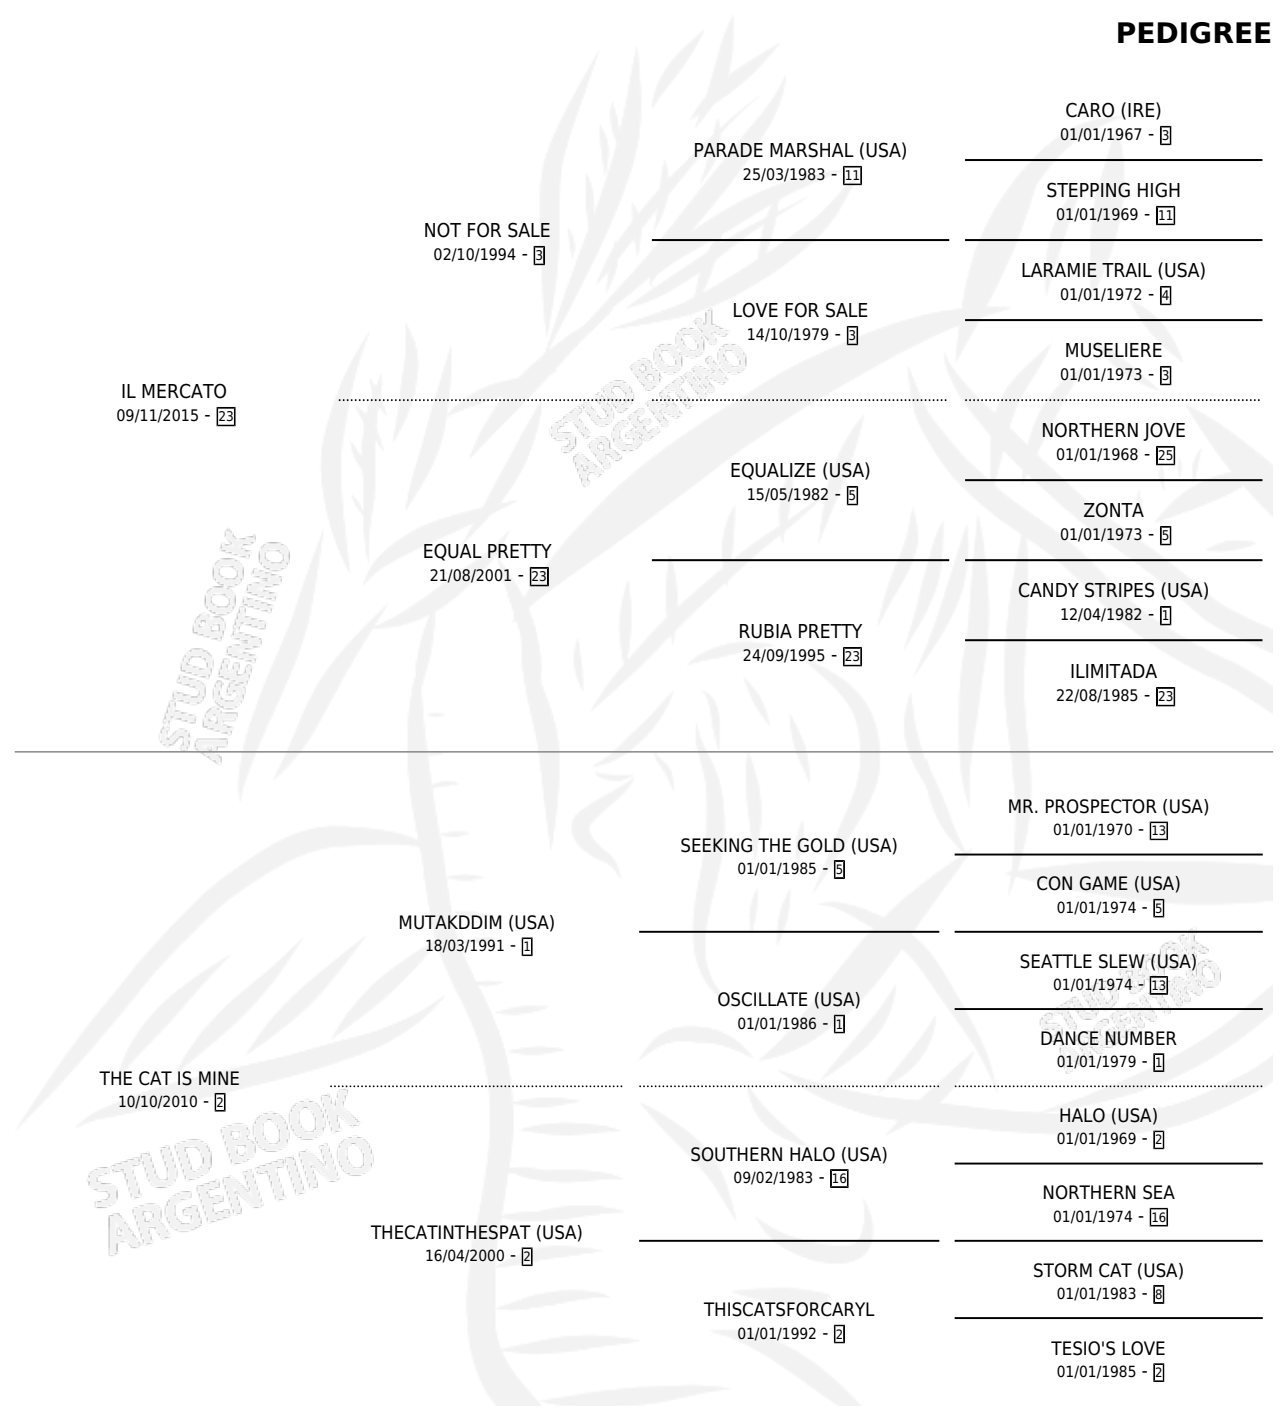 PEDIGREE
CARO (IRE)
01/01/1967 - 3
PARADE MARSHAL (USA)
25/03/1983 - 11
STEPPING HIGH
01/01/1969 - 11
NOT FOR SALE
02/10/1994 - 3
LARAMIE TRAIL (USA)
01/01/1972 - 4
LOVE FOR SALE
14/10/1979 - 3
MUSELIERE
01/01/1973 - 3
IL MERCATO
09/11/2015 - 23
NORTHERN JOVE
01/01/1968 - 25
EQUALIZE (USA)
15/05/1982 - 5
ZONTA
01/01/1973 - 5
EQUAL PRETTY
21/08/2001 - 23
CANDY STRIPES (USA)
12/04/1982 - 1
RUBIA PRETTY
24/09/1995 - 23
ILIMITADA
22/08/1985 - 23
MR. PROSPECTOR (USA)
01/01/1970 - 13
SEEKING THE GOLD (USA)
01/01/1985 - 5
CON GAME (USA)
01/01/1974 - 5
MUTAKDDIM (USA)
18/03/1991 - 1
SEATTLE SLEW (USA)
01/01/1974 - 13
OSCILLATE (USA)
01/01/1986 - 1
DANCE NUMBER
01/01/1979 - 1
THE CAT IS MINE
10/10/2010 - 2
HALO (USA)
01/01/1969 - 2
SOUTHERN HALO (USA)
09/02/1983 - 16
NORTHERN SEA
01/01/1974 - 16
THECATINTHESPAT (USA)
16/04/2000 - 2
STORM CAT (USA)
01/01/1983 - 8
THISCATSFORCARYL
01/01/1992 - 2
TESIO'S LOVE
01/01/1985 - 2
STUD BOOK
ARGENTINO
STUD BOOK
ARGENTINO
STUD BOOK
ARGENTINO
STUD BOOK
ARGENTINO